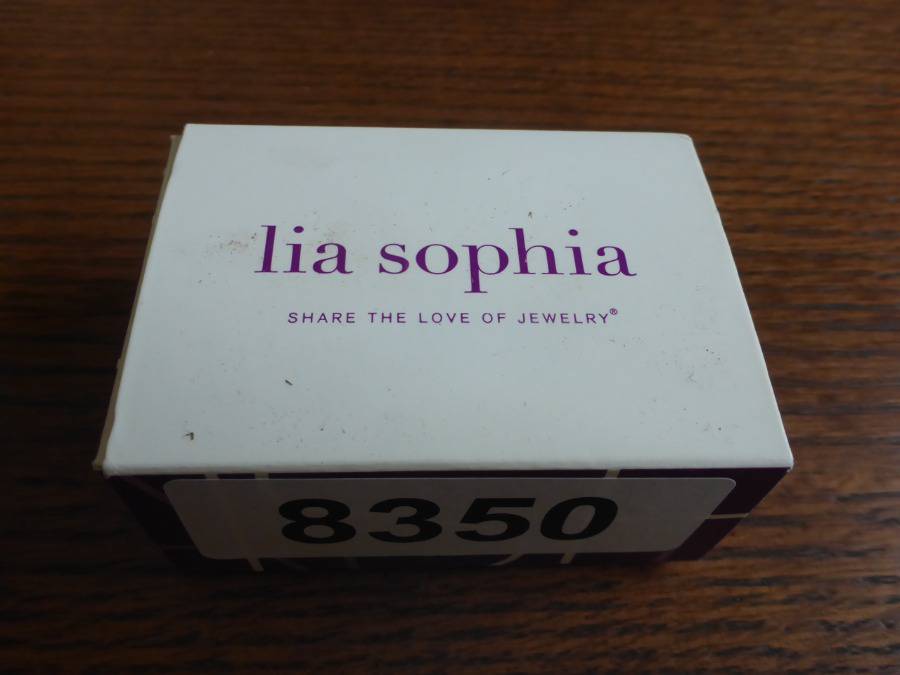 lia sophia
SHARE THE LOVE OF JEWELRY®
8350